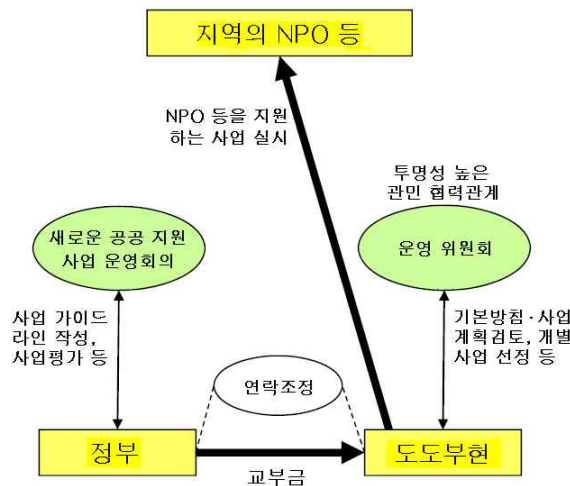 지역의 NPO 등
NPO 등을 지원
하는 사업 실시
투명성 높은
관민 협력관계
새로운 공공 지원
사업 운영회의
운영 위원회
사업 가이드
라인 작성,
사업평가 등
기본방침·사업
계획검토, 개별
사업 선정 등
연락조정
정부
도도부현
교부금